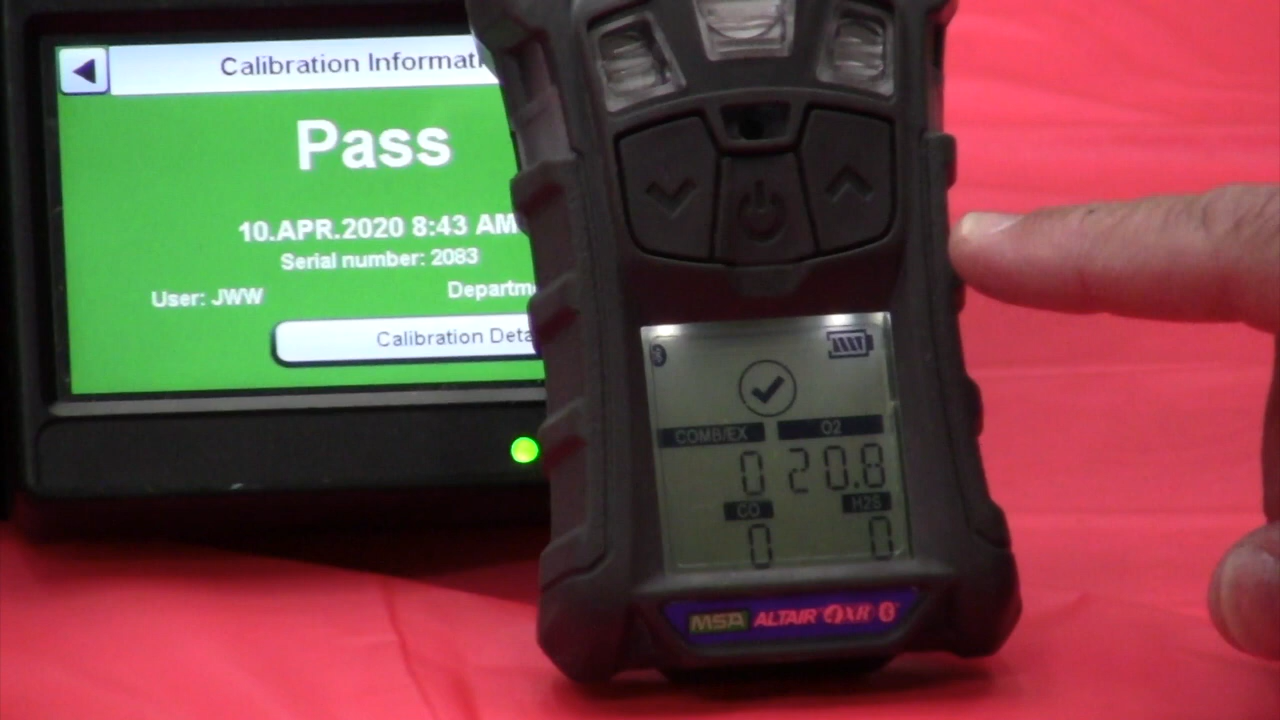 Calibration Informati
Pass
10.APR.2020 8:43 AM
Serial number: 2083
User: JWW
Departm
Calibration Deta
COMB/EX O2
0 20.8
CO H2S
0 0
MSA ALTAIR 4XR